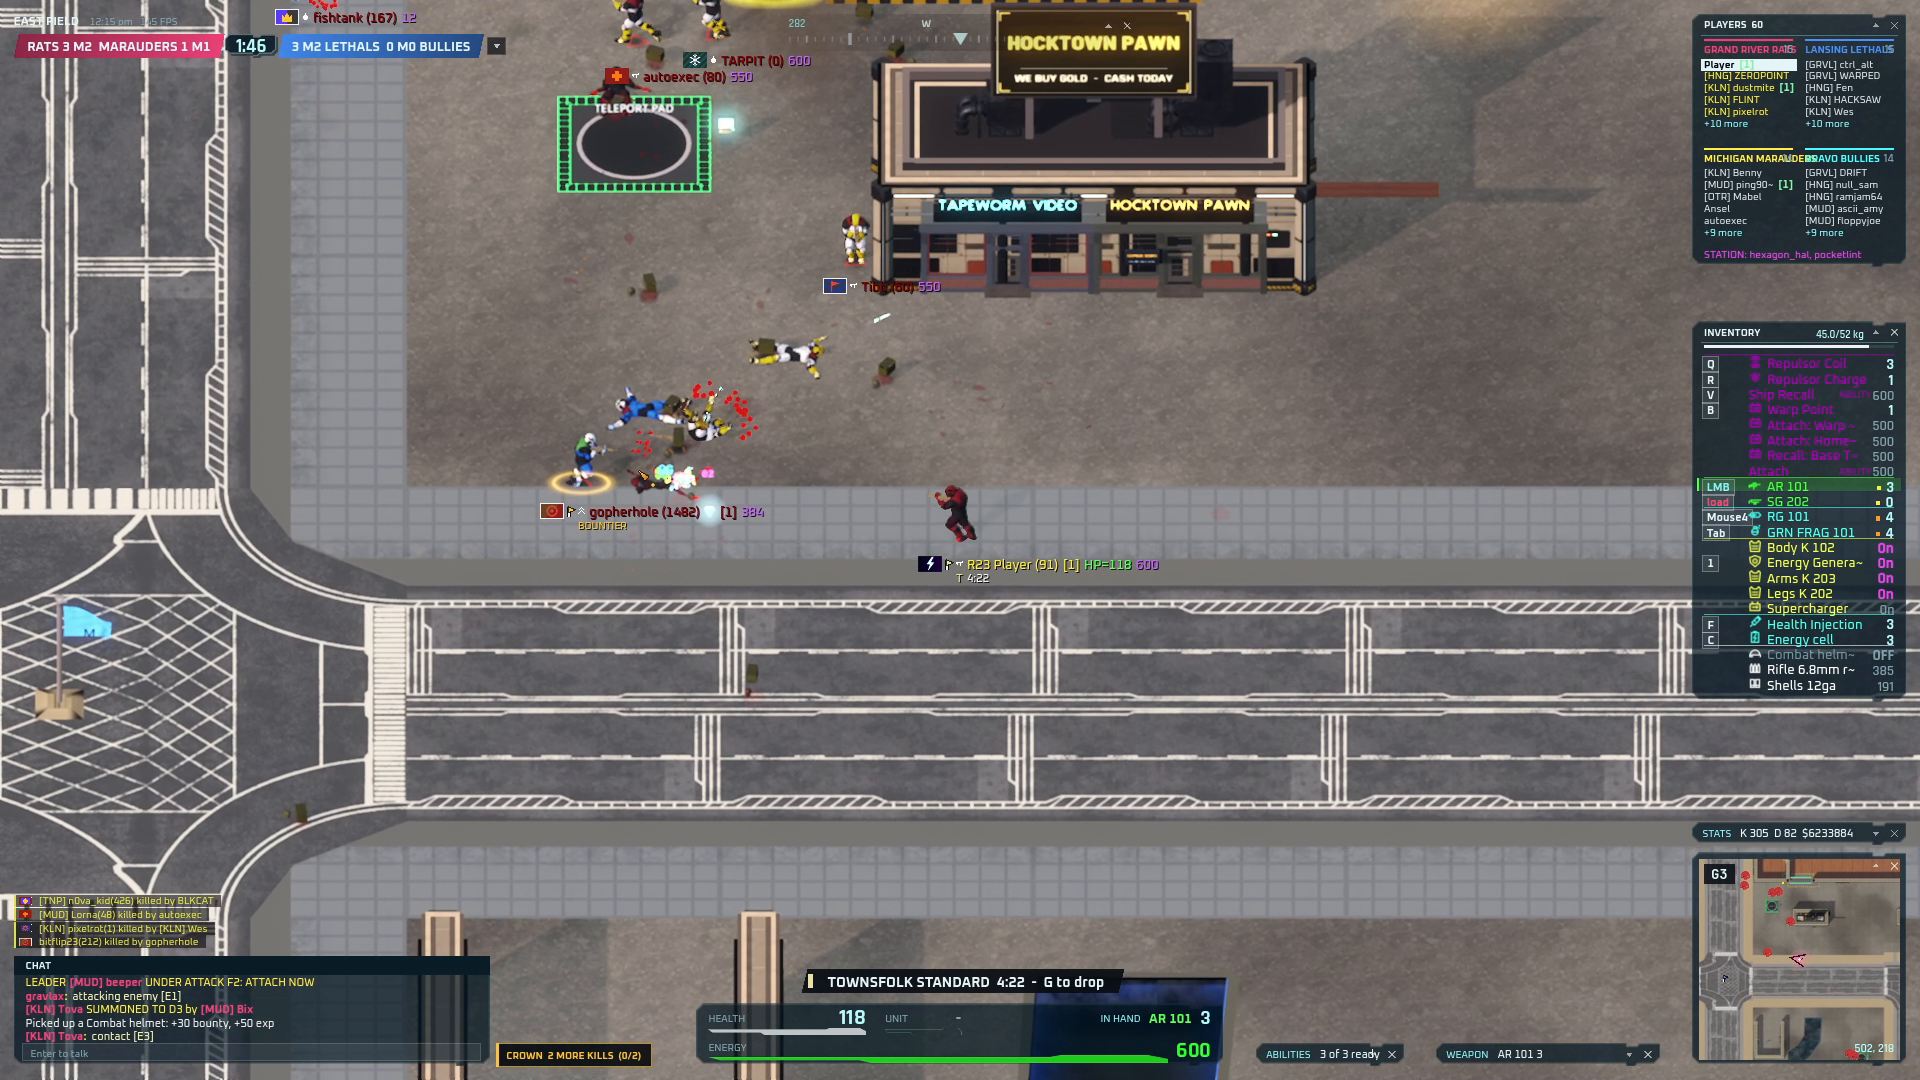 EAST FIELD 12:15 pm 145 FPS
fishtank (167) 12
RATS 3 M2 MARAUDERS 1 M1
1:46
3 M2 LETHALS 0 M0 BULLIES
282
W
TARPIT (0) 600
autoexec (80) 550
TELEPORT PAD
HOCKTOWN PAWN
WE BUY GOLD - CASH TODAY
TAPEWORM VIDEO
HOCKTOWN PAWN
550
gopherhole (1482) [1] 384
BOUNTIER
R23 Player (91) [1] HP=118 600
T 4:22
M
PLAYERS 60
GRAND RIVER RATS
LANSING LETHALS
Player [1]
[GRVL] ctrl_alt
[HNG] ZEROPOINT
[GRVL] WARPED
[KLN] dustmite [1]
[HNG] Fen
[KLN] FLINT
[KLN] HACKSAW
[KLN] pixelrot
[KLN] Wes
+10 more
+10 more
MICHIGAN MARAUDERS
BRAVO BULLIES 14
[KLN] Benny
[GRVL] DRIFT
[MUD] ping90~ [1]
[HNG] null_sam
[DTR] Mabel
[HNG] ramjam64
Ansel
[MUD] ascii_amy
autoexec
[MUD] floppyjoe
+9 more
+9 more
STATION: hexagon_hal, pocketlint
INVENTORY 45.0/52 kg
Q Repulsor Coil 3
R Repulsor Charge 1
V Ship Recall ABILITY 600
B Warp Point 1
Attach: Warp ~ 500
Attach: Home~ 500
Recall: Base T~ 500
Attach ABILITY 500
LMB AR 101 3
load SG 202 0
Mouse4 RG 101 4
Tab GRN FRAG 101 4
Body K 102 On
1 Energy Genera~ On
Arms K 203 On
Legs K 202 On
Supercharger On
F Health Injection 3
C Energy cell 3
Combat helm~ OFF
Rifle 6.8mm r~ 385
Shells 12ga 191
STATS K 305 D 82 $6233884
G3
502, 218
[TNP] n0va_kid(426) killed by BLKCAT
[MUD] Lorna(48) killed by autoexec
[KLN] pixelrot(1) killed by [KLN] Wes
bitflip23(212) killed by gopherhole
CHAT
LEADER [MUD] beeper UNDER ATTACK F2: ATTACH NOW
gravlax: attacking enemy [E1]
[KLN] Tova SUMMONED TO D3 by [MUD] Bix
Picked up a Combat helmet: +30 bounty, +50 exp
[KLN] Tova: contact [E3]
Enter to talk
CROWN 2 MORE KILLS (0/2)
TOWNSFOLK STANDARD 4:22 - G to drop
HEALTH 118 UNIT - IN HAND AR 101 3
ENERGY 600
ABILITIES 3 of 3 ready
WEAPON AR 101 3